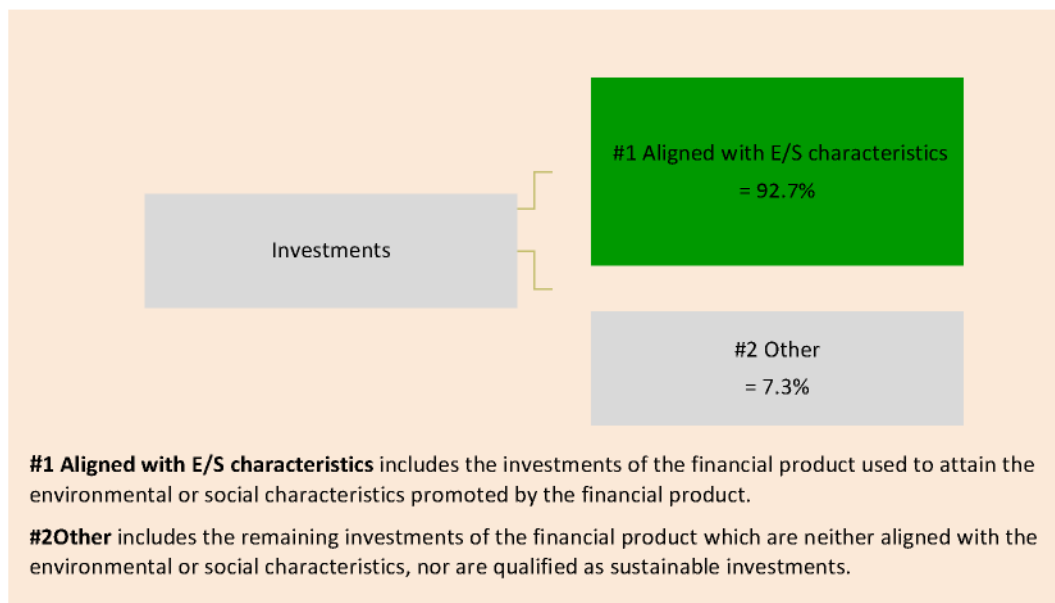 #1 Aligned with E/S characteristics
= 92.7%
Investments
#2 Other
= 7.3%
#1 Aligned with E/S characteristics includes the investments of the financial product used to attain the
environmental or social characteristics promoted by the financial product.
#2Other includes the remaining investments of the financial product which are neither aligned with the
environmental or social characteristics, nor are qualified as sustainable investments.